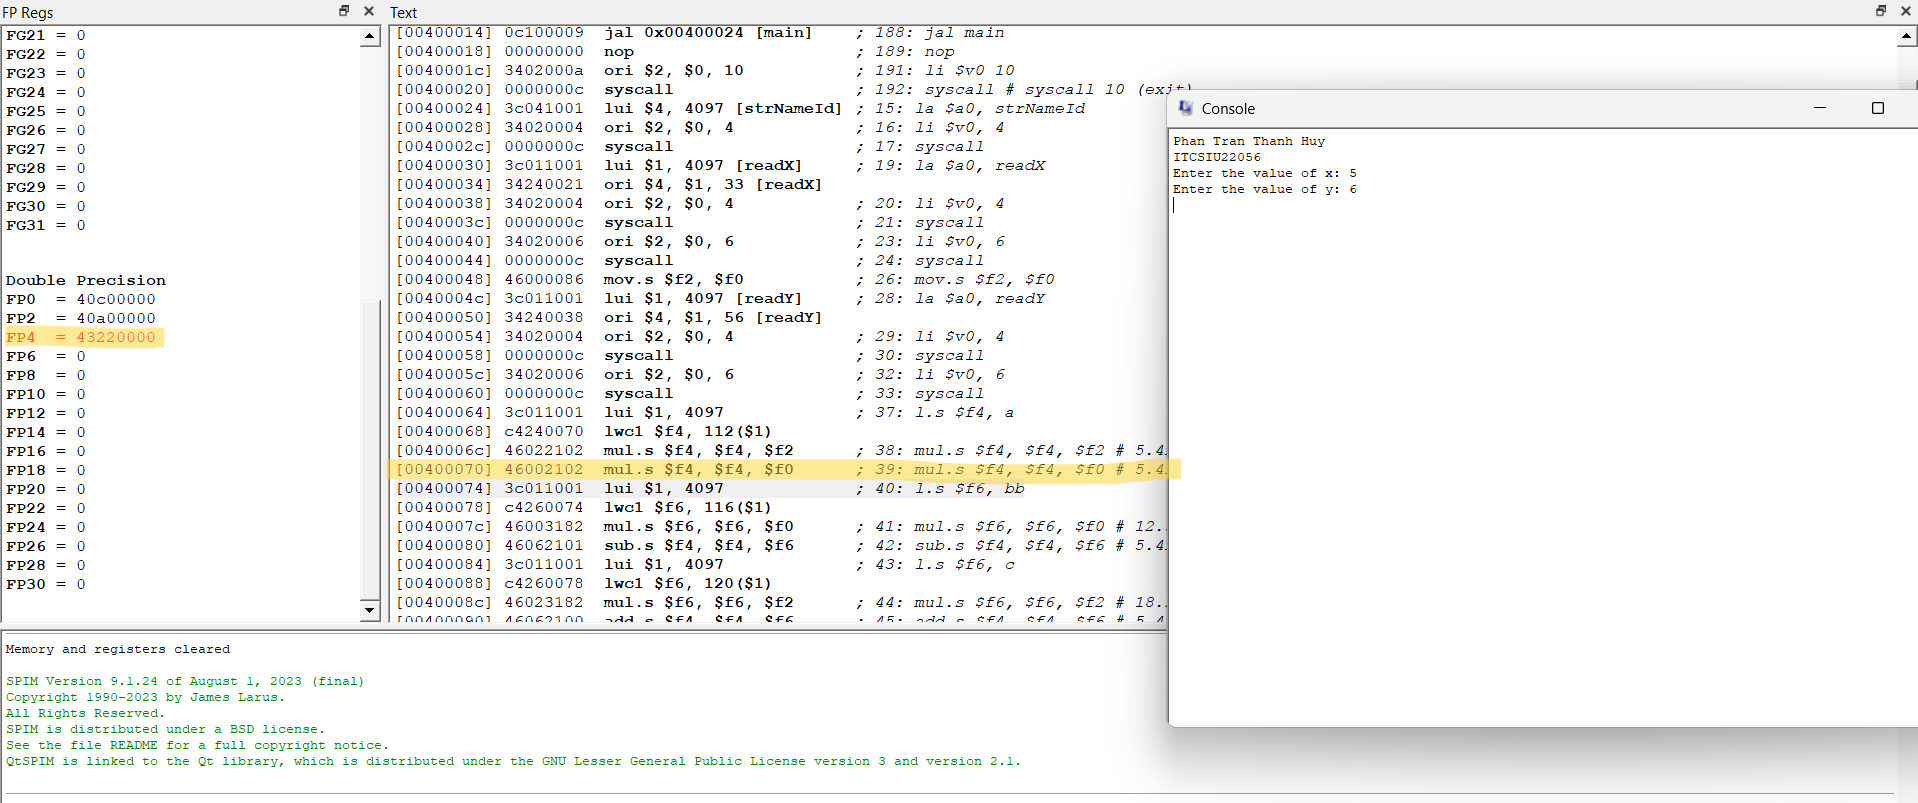 FP Regs
FG21 = 0
FG22 = 0
FG23 = 0
FG24 = 0
FG25 = 0
FG26 = 0
FG27 = 0
FG28 = 0
FG29 = 0
FG30 = 0
FG31 = 0
Double Precision
FP0 = 40c00000
FP2 = 40a00000
FP4 = 43220000
FP6 = 0
FP8 = 0
FP10 = 0
FP12 = 0
FP14 = 0
FP16 = 0
FP18 = 0
FP20 = 0
FP22 = 0
FP24 = 0
FP26 = 0
FP28 = 0
FP30 = 0
Text
[00400014] 0c100009 jal 0x00400024 [main] ; 188: jal main
[00400018] 00000000 nop ; 189: nop
[0040001c] 3402000a ori $2, $0, 10 ; 191: li $v0 10
[00400020] 0000000c syscall ; 192: syscall # syscall 10 (exit)
[00400024] 3c041001 lui $4, 4097 [strNameId] ; 15: la $a0, strNameId
[00400028] 34020004 ori $2, $0, 4 ; 16: li $v0, 4
[0040002c] 0000000c syscall ; 17: syscall
[00400030] 3c011001 lui $1, 4097 [readX] ; 19: la $a0, readX
[00400034] 34240021 ori $4, $1, 33 [readX]
[00400038] 34020004 ori $2, $0, 4 ; 20: li $v0, 4
[0040003c] 0000000c syscall ; 21: syscall
[00400040] 34020006 ori $2, $0, 6 ; 23: li $v0, 6
[00400044] 0000000c syscall ; 24: syscall
[00400048] 46000086 mov.s $f2, $f0 ; 26: mov.s $f2, $f0
[0040004c] 3c011001 lui $1, 4097 [readY] ; 28: la $a0, readY
[00400050] 34240038 ori $4, $1, 56 [readY]
[00400054] 34020004 ori $2, $0, 4 ; 29: li $v0, 4
[00400058] 0000000c syscall ; 30: syscall
[0040005c] 34020006 ori $2, $0, 6 ; 32: li $v0, 6
[00400060] 0000000c syscall ; 33: syscall
[00400064] 3c011001 lui $1, 4097 ; 37: l.s $f4, a
[00400068] c4240070 lwc1 $f4, 112($1)
[0040006c] 46022102 mul.s $f4, $f4, $f2 ; 38: mul.s $f4, $f4, $f2 # 5.4
[00400070] 46002102 mul.s $f4, $f4, $f0 ; 39: mul.s $f4, $f4, $f0 # 5.4
[00400074] 3c011001 lui $1, 4097 ; 40: l.s $f6, bb
[00400078] c4260074 lwc1 $f6, 116($1)
[0040007c] 46003182 mul.s $f6, $f6, $f0 ; 41: mul.s $f6, $f6, $f0 # 12.
[00400080] 46062101 sub.s $f4, $f4, $f6 ; 42: sub.s $f4, $f4, $f6 # 5.4
[00400084] 3c011001 lui $1, 4097 ; 43: l.s $f6, c
[00400088] c4260078 lwc1 $f6, 120($1)
[0040008c] 46023182 mul.s $f6, $f6, $f2 ; 44: mul.s $f6, $f6, $f2 # 18.
[00400090] 46062100 add.s $f4, $f4, $f6 ; 45: add.s $f4, $f4, $f6 # 5.4
Console
Phan Tran Thanh Huy
ITCSIU22056
Enter the value of x: 5
Enter the value of y: 6
Memory and registers cleared
SPIM Version 9.1.24 of August 1, 2023 (final)
Copyright 1990-2023 by James Larus.
All Rights Reserved.
SPIM is distributed under a BSD license.
See the file README for a full copyright notice.
QtSPIM is linked to the Qt library, which is distributed under the GNU Lesser General Public License version 3 and version 2.1.